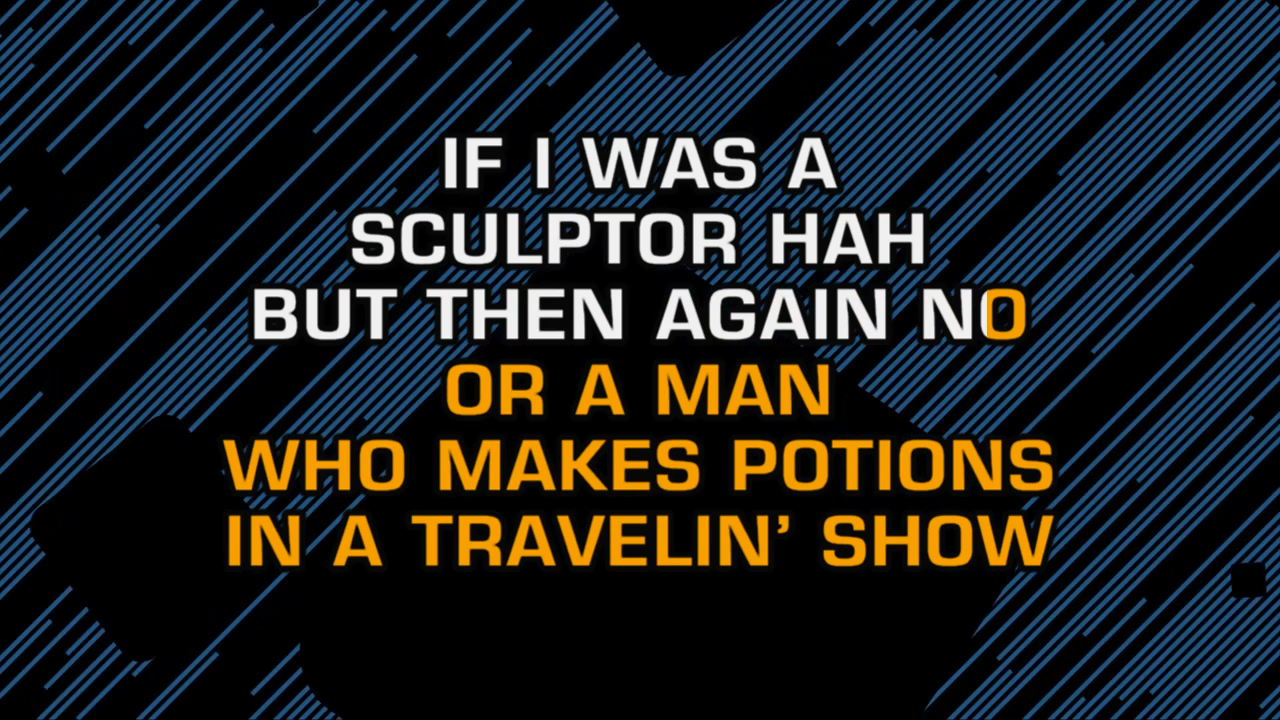 IF I WAS A
SCULPTOR HAH
BUT THEN AGAIN NO
OR A MAN
WHO MAKES POTIONS
IN A TRAVELIN’ SHOW